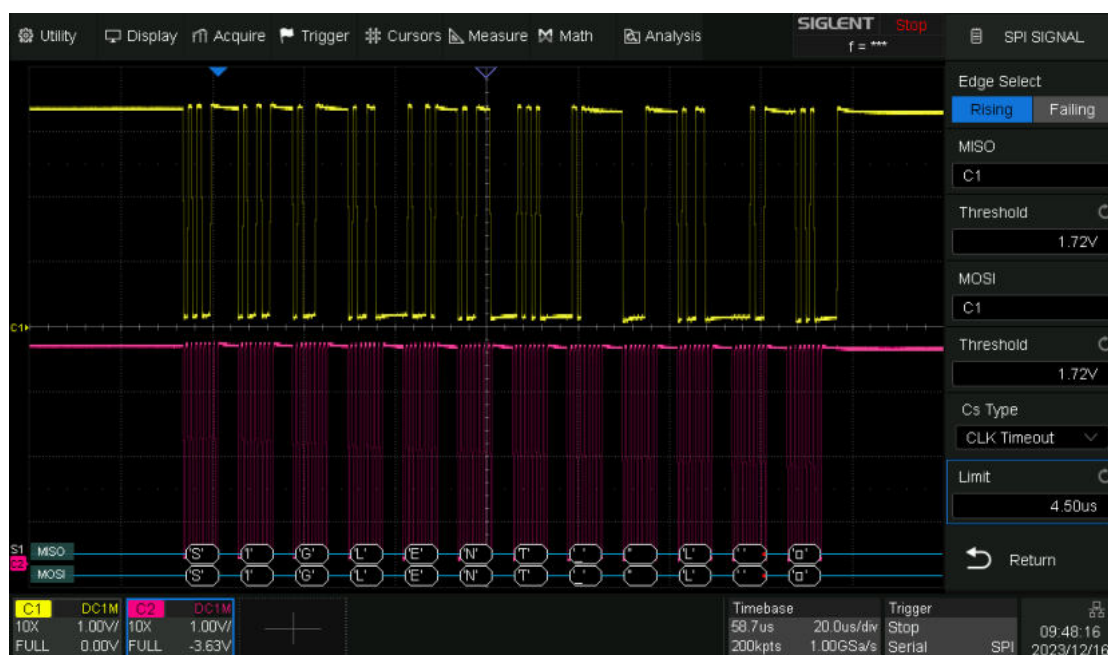 Utility Display Acquire Trigger Cursors Measure Math Analysis
SIGLENT Stop
f = ***
SPI SIGNAL
Edge Select
Rising Failing
MISO
C1
Threshold
1.72V
MOSI
C1
Threshold
1.72V
Cs Type
CLK Timeout
Limit
4.50us
Return
C1
S1 MISO 'S' 'I' 'G' 'L' 'E' 'N' 'T' '_' '*' 'L' ' ' '¤'
C2 MOSI 'S' 'I' 'G' 'L' 'E' 'N' 'T' '_' '*' 'L' ' ' '¤'
C1 DC1M C2 DC1M
10X 1.00V/ 10X 1.00V/
FULL 0.00V FULL -3.63V
Timebase Trigger
58.7us 20.0us/div Stop
200kpts 1.00GSa/s Serial SPI
09:48:16
2023/12/16